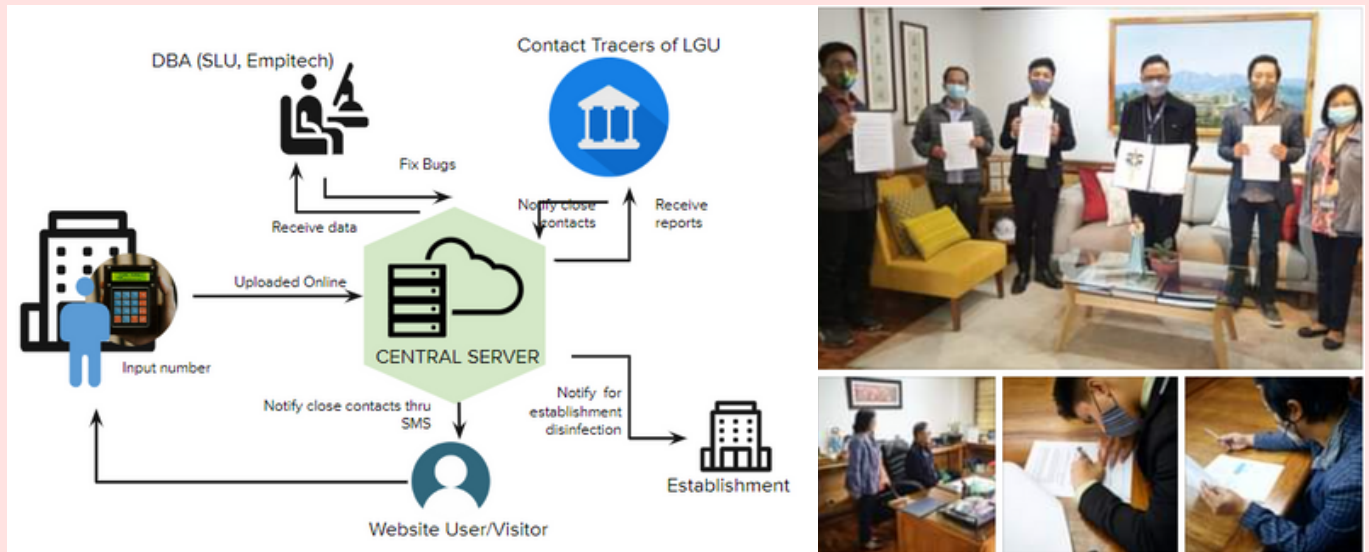 DBA (SLU, Empitech)
Contact Tracers of LGU
Fix Bugs
Receive data
Notify close
contacts
Receive
reports
Uploaded Online
Input number
CENTRAL SERVER
Notify close contacts thru
SMS
Notify for
establishment
disinfection
Establishment
Website User/Visitor